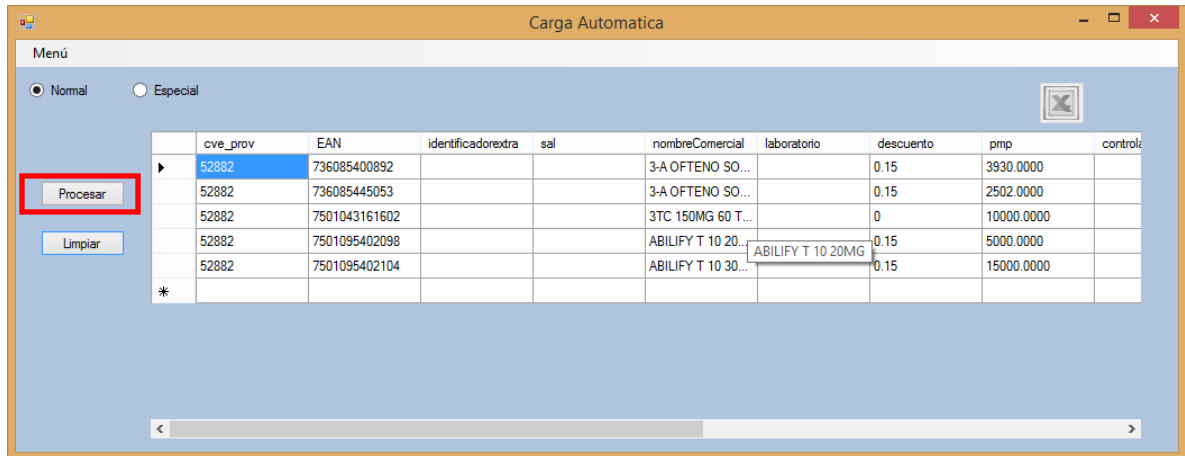 Carga Automatica
Menú
Normal Especial
cve_prov EAN identificadorextra sal nombreComercial laboratorio descuento pmp controla
52882 736085400892 3-A OFTENO SO... 0.15 3930.0000
Procesar
52882 736085445053 3-A OFTENO SO... 0.15 2502.0000
52882 7501043161602 3TC 150MG 60 T... 0 10000.0000
Limpiar
52882 7501095402098 ABILIFY T 10 20... 0.15 5000.0000
ABILIFY T 10 20MG
52882 7501095402104 ABILIFY T 10 30... 0.15 15000.0000